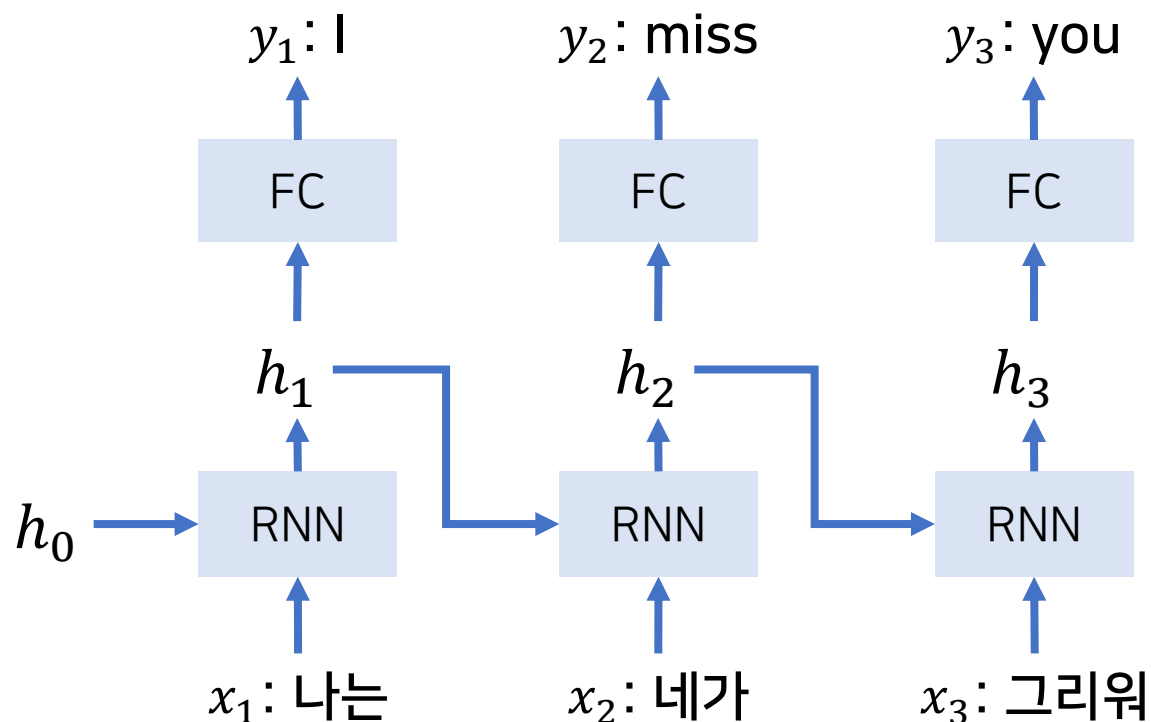 y₁: I y₂: miss y₃: you
FC FC FC
h₁ h₂ h₃
h₀ RNN RNN RNN
x₁: 나는 x₂: 네가 x₃: 그리워